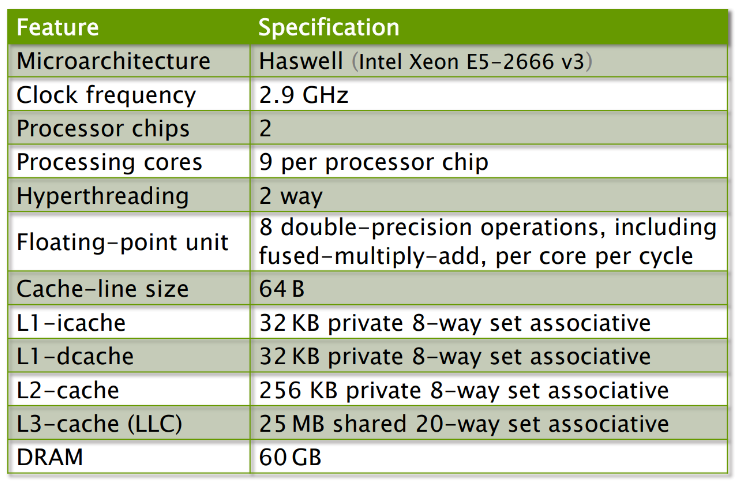 Feature Specification
Microarchitecture Haswell (Intel Xeon E5-2666 v3)
Clock frequency 2.9 GHz
Processor chips 2
Processing cores 9 per processor chip
Hyperthreading 2 way
Floating-point unit 8 double-precision operations, including
fused-multiply-add, per core per cycle
Cache-line size 64 B
L1-icache 32 KB private 8-way set associative
L1-dcache 32 KB private 8-way set associative
L2-cache 256 KB private 8-way set associative
L3-cache (LLC) 25 MB shared 20-way set associative
DRAM 60 GB